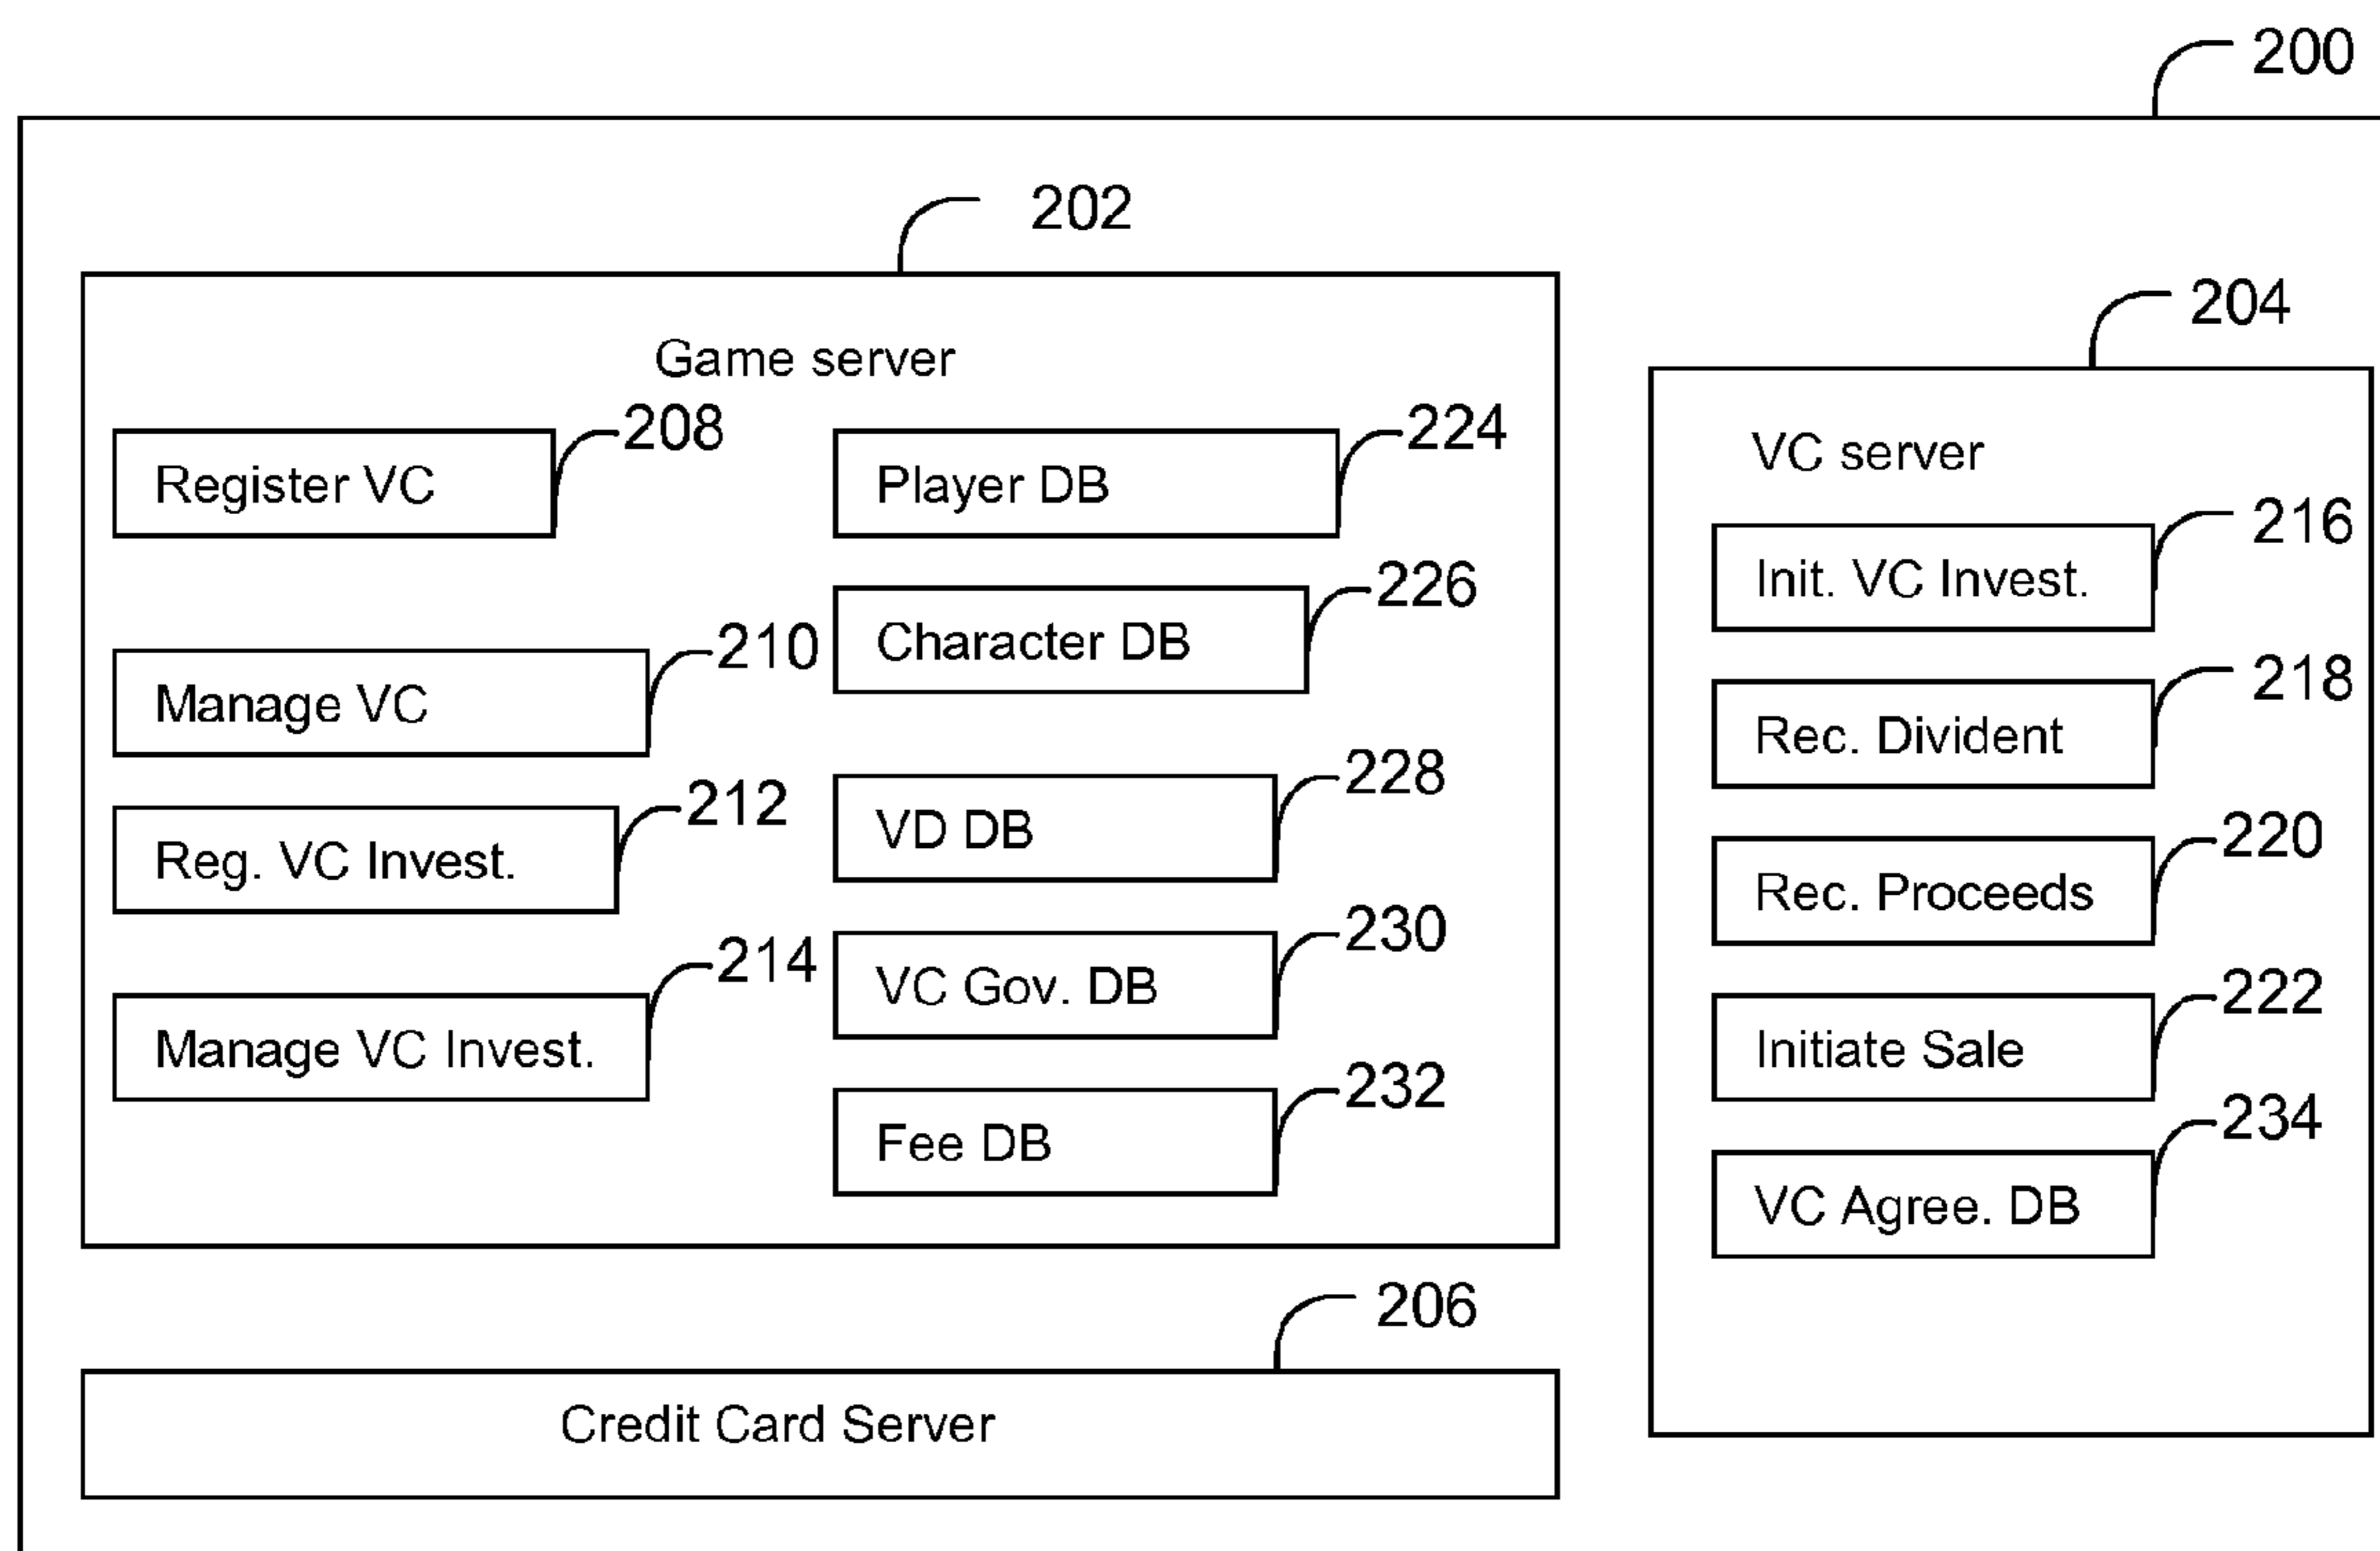 200
202
Game server
Register VC
208
Manage VC
210
Reg. VC Invest.
212
Manage VC Invest.
214
Player DB
224
Character DB
226
VD DB
228
VC Gov. DB
230
Fee DB
232
204
VC server
Init. VC Invest.
216
Rec. Divident
218
Rec. Proceeds
220
Initiate Sale
222
VC Agree. DB
234
206
Credit Card Server